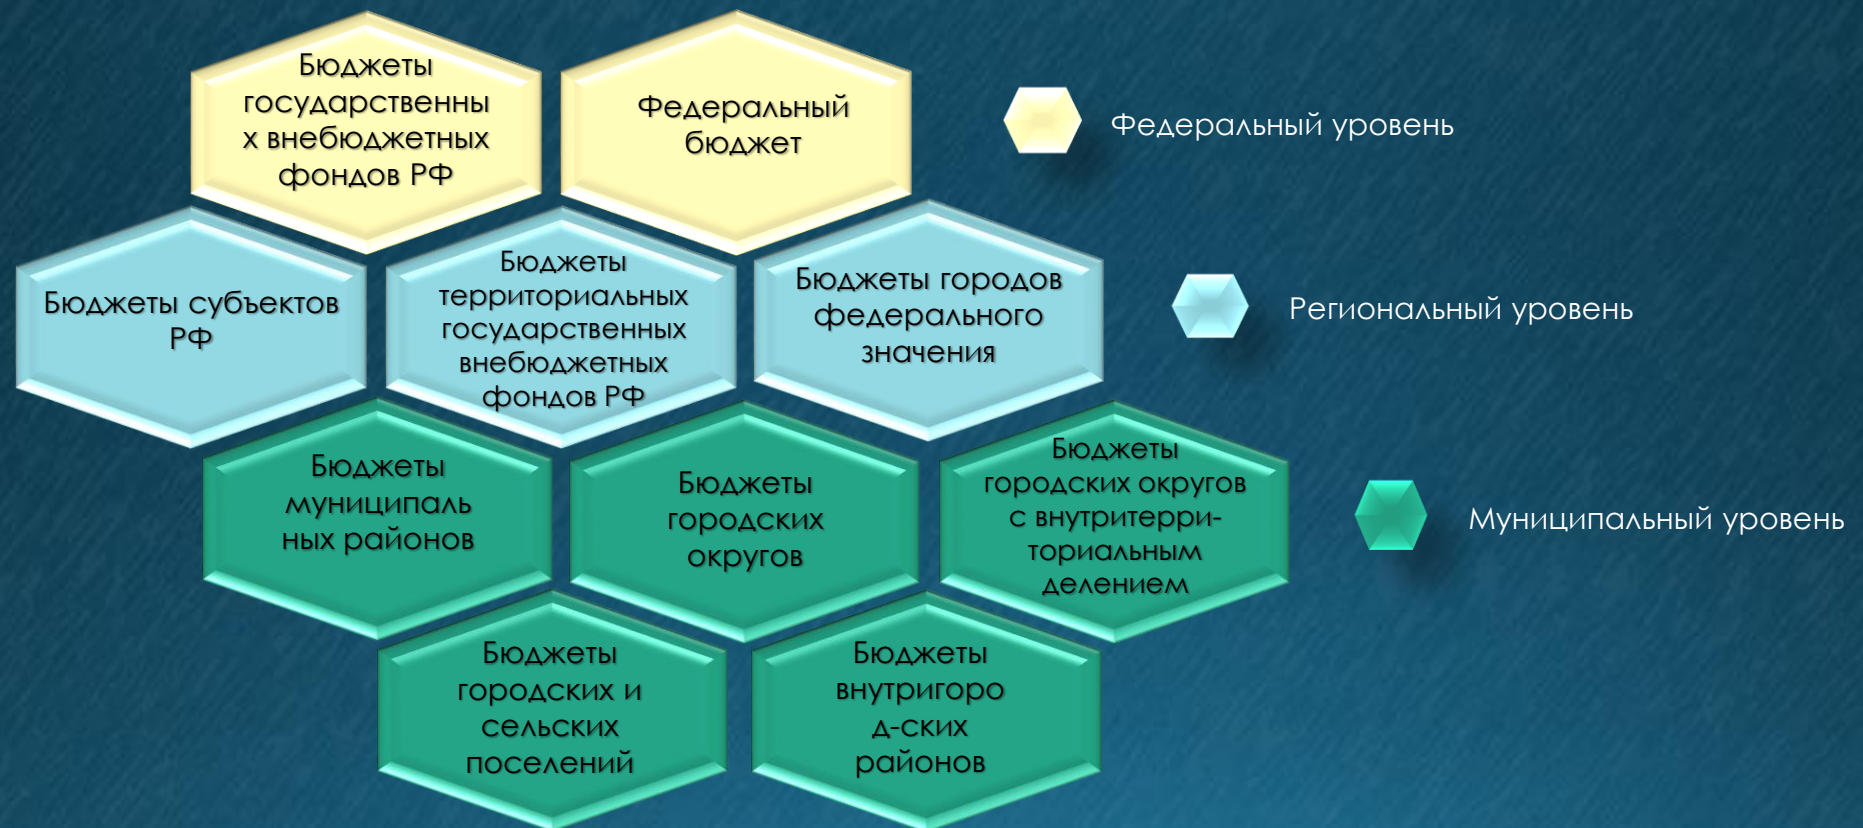 Бюджеты
государственны
х внебюджетных
фондов РФ
Федеральный
бюджет
Федеральный уровень
Бюджеты субъектов
РФ
Бюджеты
территориальных
государственных
внебюджетных
фондов РФ
Бюджеты городов
федерального
значения
Региональный уровень
Бюджеты
муниципаль
ных районов
Бюджеты
городских
округов
Бюджеты
городских округов
с внутритерри-
ториальным
делением
Муниципальный уровень
Бюджеты
городских и
сельских
поселений
Бюджеты
внутригоро
д-ских
районов